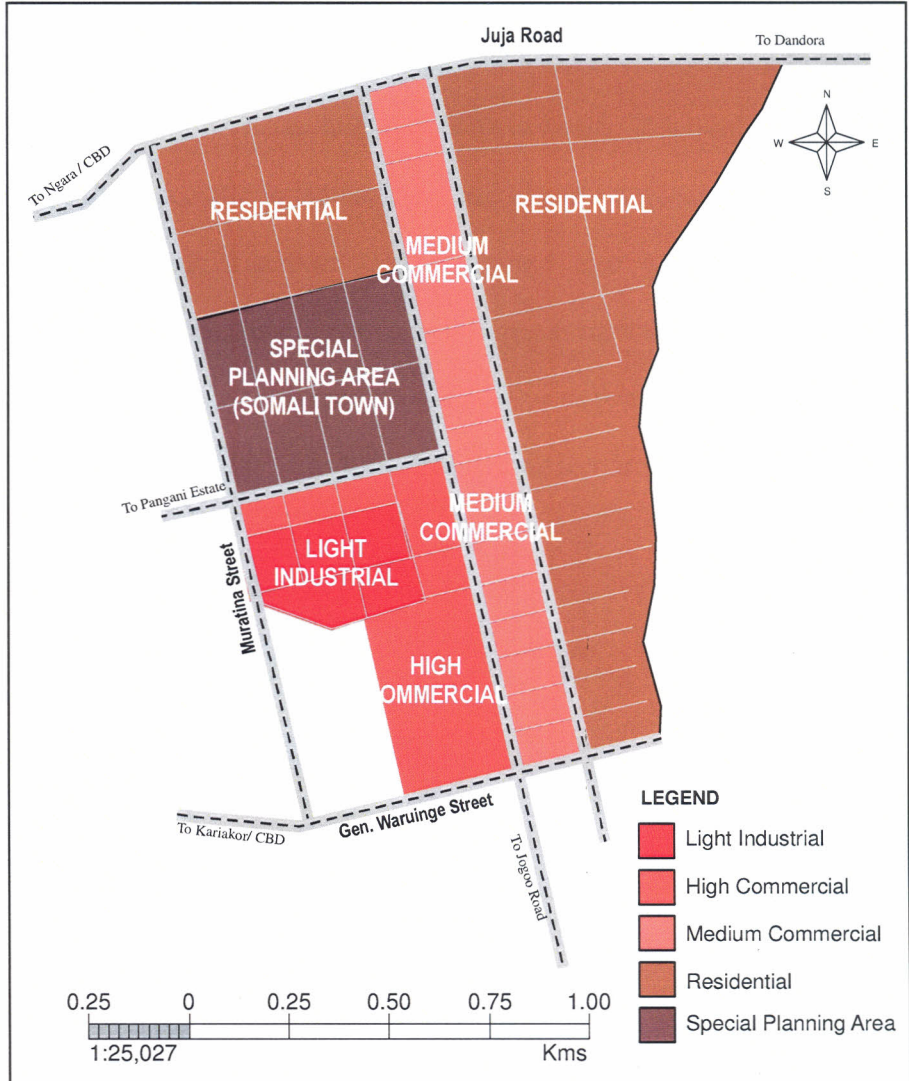 Juja Road
To Dandora
N
W E
S
To Ngara / CBD
RESIDENTIAL
RESIDENTIAL
MEDIUM
COMMERCIAL
SPECIAL
PLANNING AREA
(SOMALI TOWN)
To Pangani Estate
MEDIUM
COMMERCIAL
LIGHT
INDUSTRIAL
Muratina Street
HIGH
OMMERCIAL
Gen. Waruinge Street
To Kariakor/ CBD
To Jogoo Road
LEGEND
Light Industrial
High Commercial
Medium Commercial
Residential
Special Planning Area
0.25 0 0.25 0.50 0.75 1.00
1:25,027 Kms